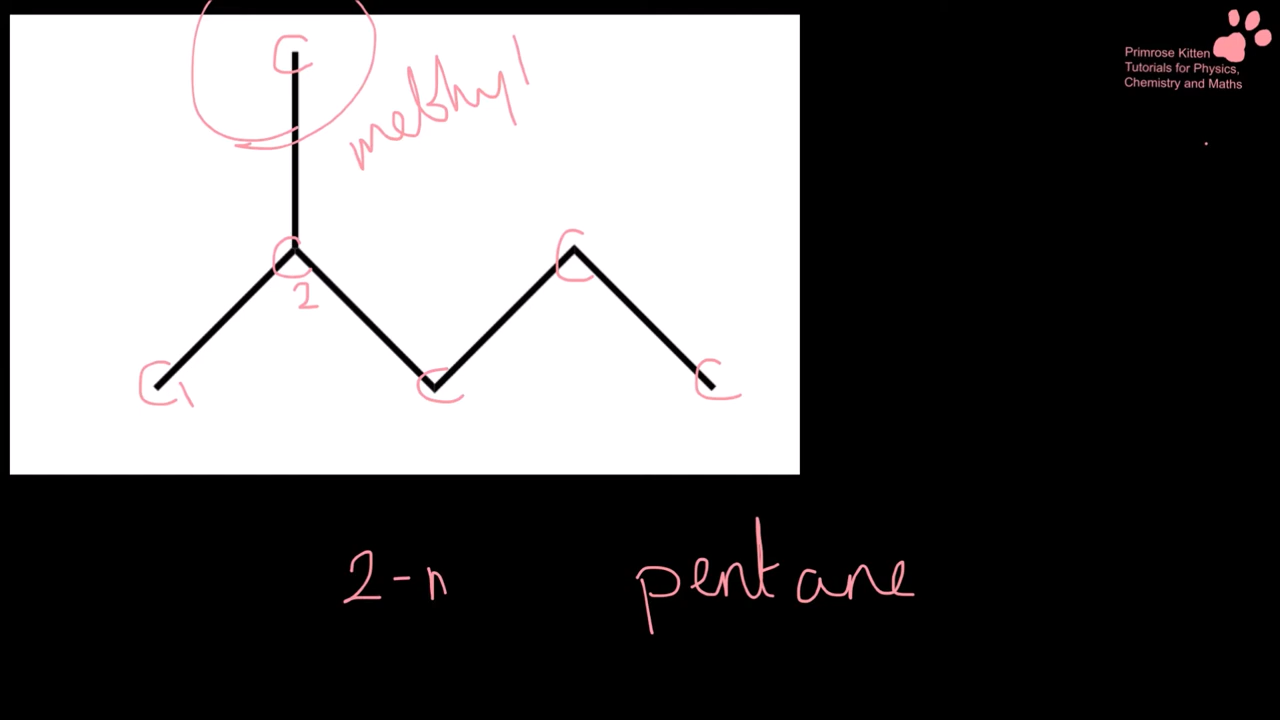 Primrose Kitten
Tutorials for Physics,
Chemistry and Maths
C
methyl
C
C
2
C1
C
C
2-n pentane